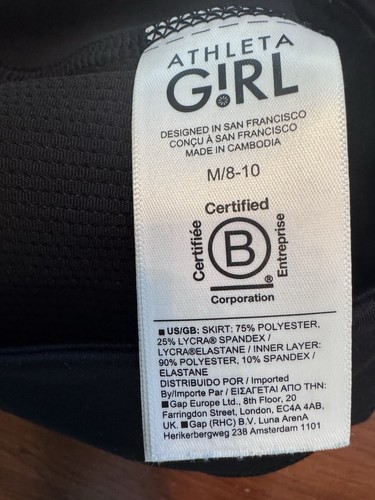 ATHLETA
G!RL
DESIGNED IN SAN FRANCISCO
CONÇU À SAN FRANCISCO
MADE IN CAMBODIA
M/8-10
Certified
Certifiée
B
Entreprise
®
Corporation
■ US/GB: SKIRT: 75% POLYESTER,
25% LYCRA® SPANDEX /
LYCRA®ELASTANE / INNER LAYER:
90% POLYESTER, 10% SPANDEX /
ELASTANE
DISTRIBUIDO POR / Imported
By/Importe Par / ΕΙΣΑΓΕΤΑΙ ΑΠΟ ΤΗΝ:
■ Gap Europe Ltd., 8th Floor, 20
Farringdon Street, London, EC4A 4AB,
UK. ■ Gap (RHC) B.V. Luna ArenA
Herikerbergweg 238 Amsterdam 1101